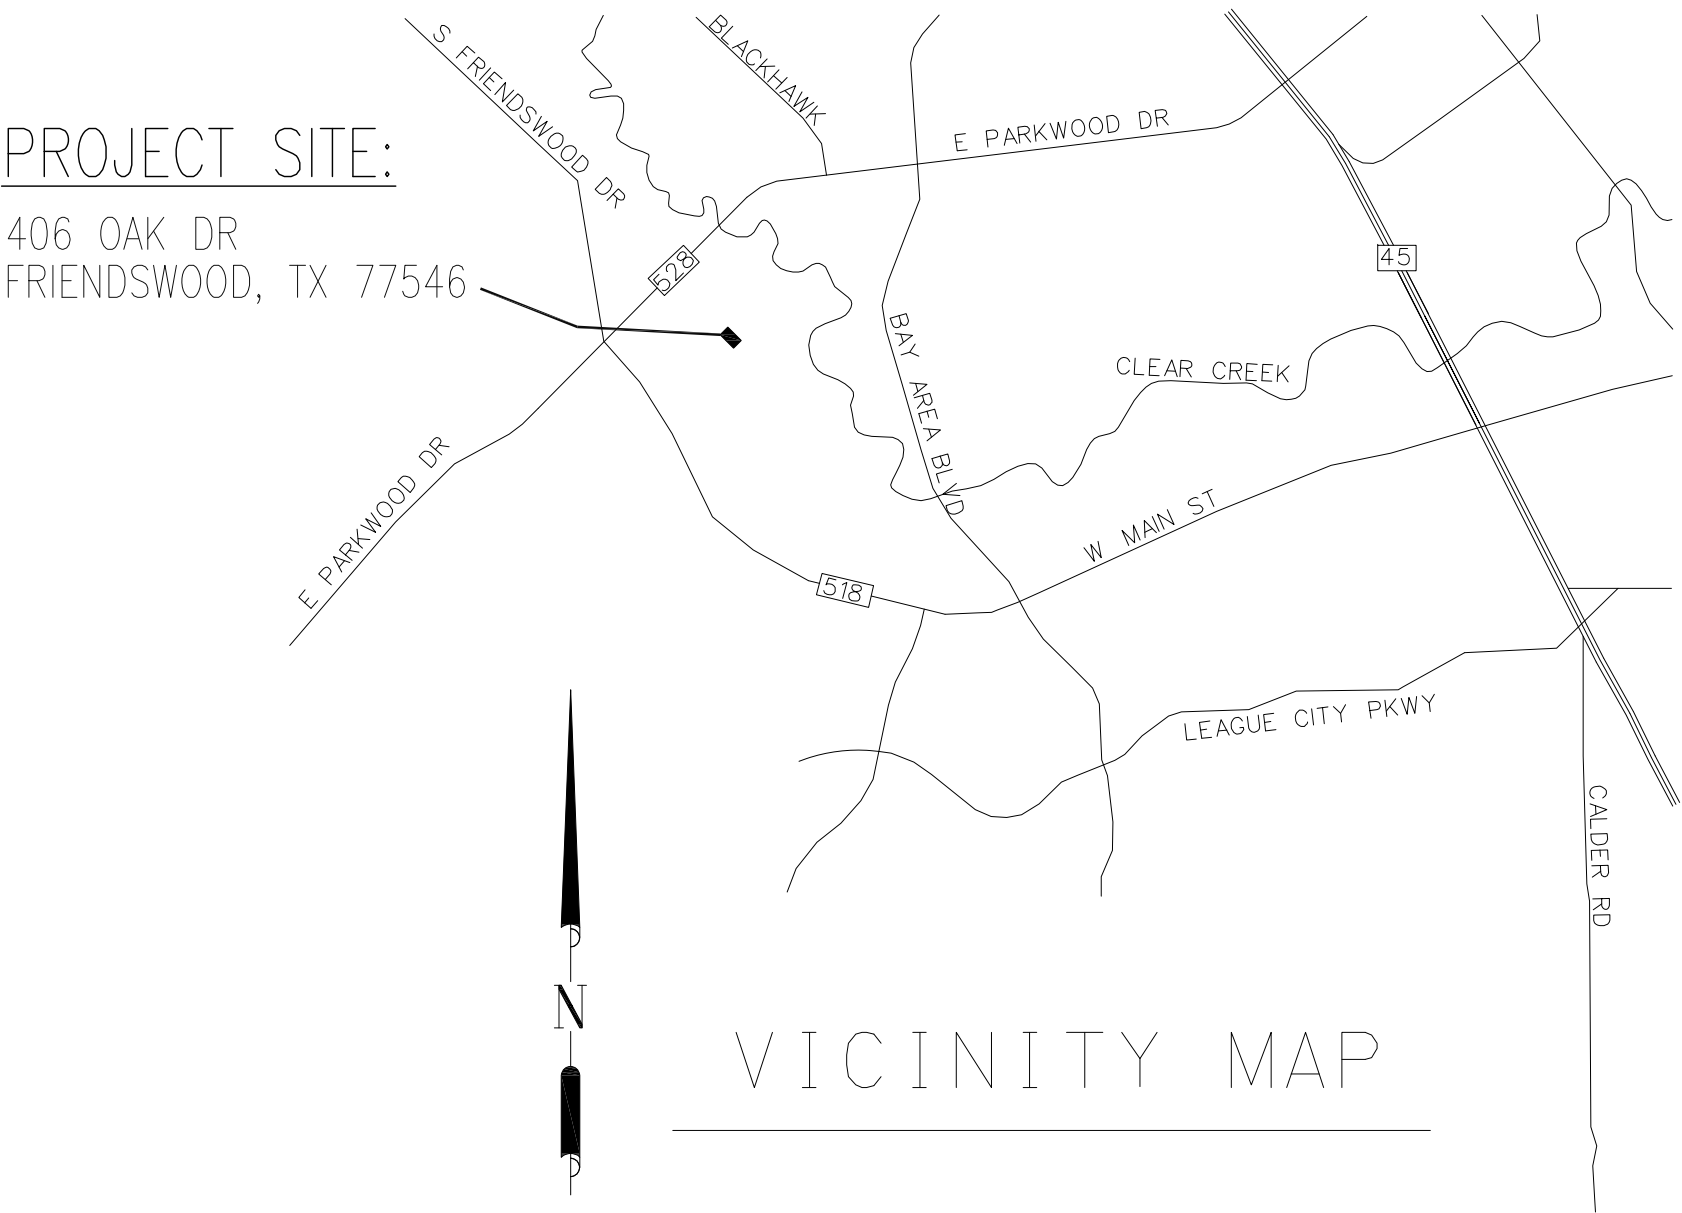 S FRIENDSWOOD DR
BLACKHAWK
E PARKWOOD DR
PROJECT SITE:
406 OAK DR
FRIENDSWOOD, TX 77546
528
45
BAY AREA BLVD
CLEAR CREEK
E PARKWOOD DR
W MAIN ST
518
LEAGUE CITY PKWY
CALDER RD
N
VICINITY MAP